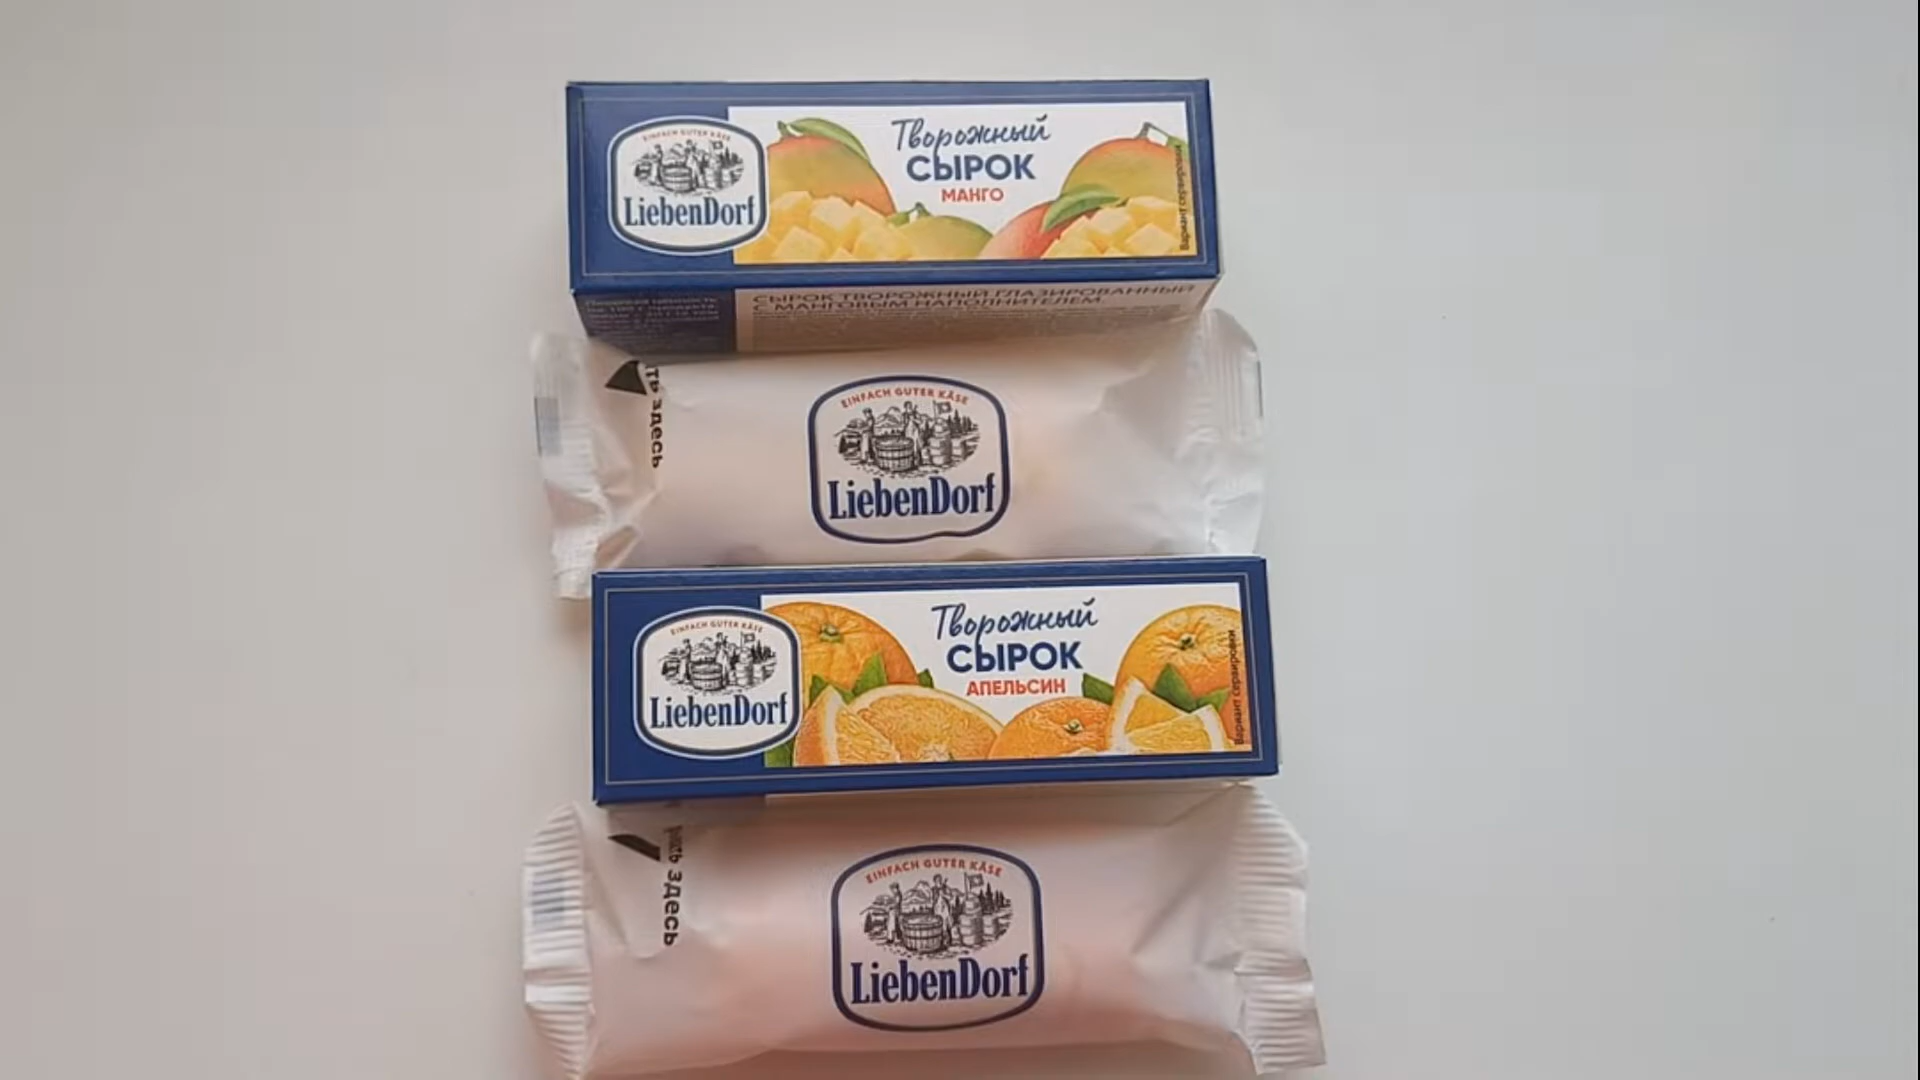 EINFACH GUTER KÄSE
LiebenDorf
Творожный
СЫРОК
МАНГО
Вариант сервировки
СЫРОК ТВОРОЖНЫЙ ГЛАЗИРОВАННЫЙ
С МАНГОВЫМ НАПОЛНИТЕЛЕМ
здесь
EINFACH GUTER KÄSE
LiebenDorf
EINFACH GUTER KÄSE
LiebenDorf
Творожный
СЫРОК
АПЕЛЬСИН
Вариант сервировки
здесь
EINFACH GUTER KÄSE
LiebenDorf